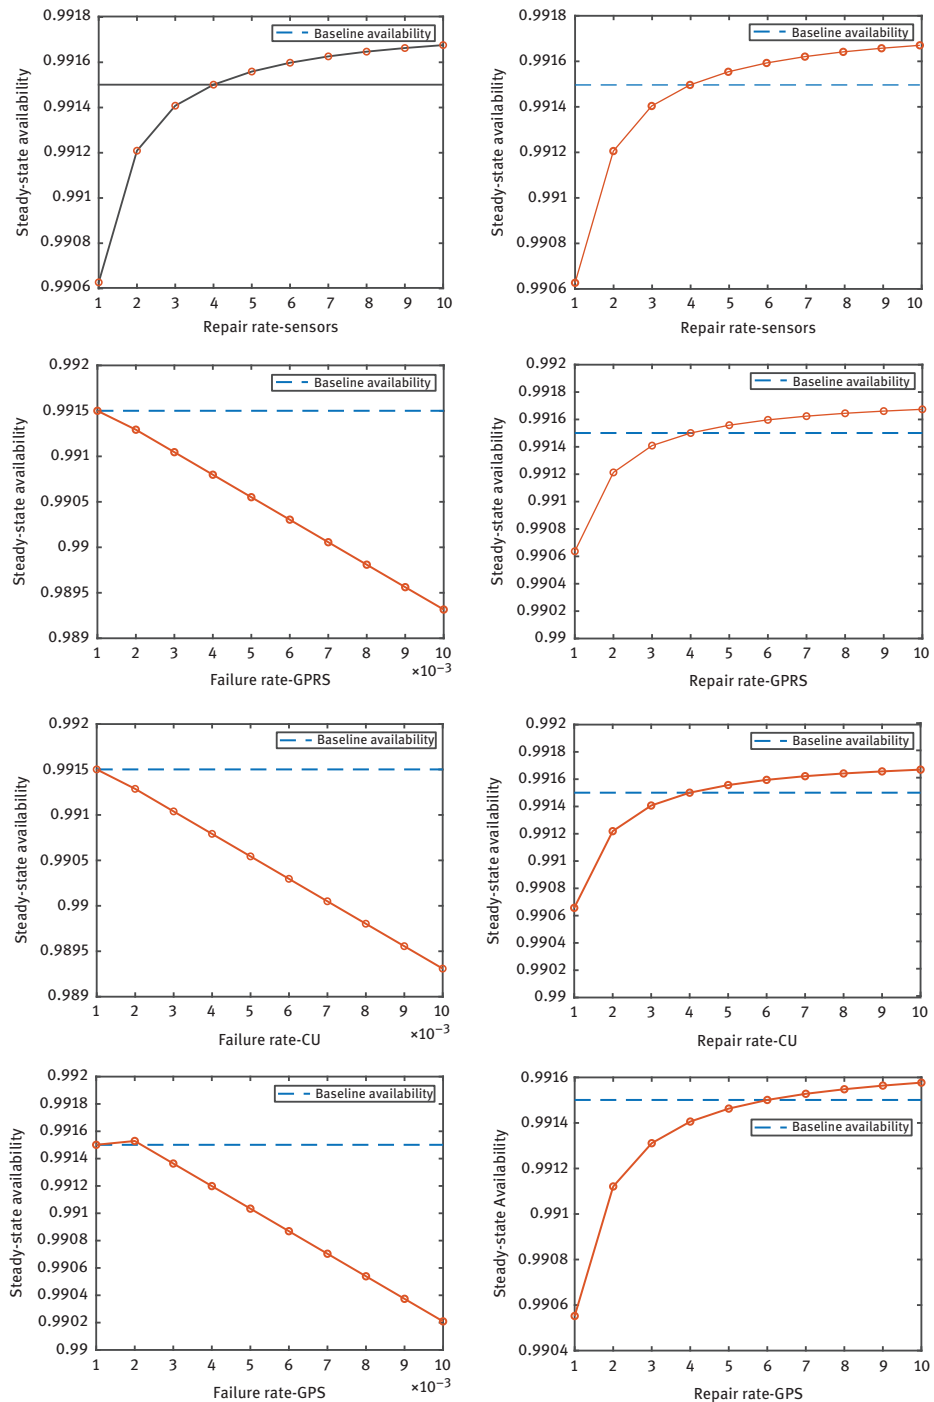 0.9918
0.9916
0.9914
0.9912
0.991
0.9908
0.9906
Steady-state availability
Baseline availability
1 2 3 4 5 6 7 8 9 10
Repair rate-sensors
0.9918
0.9916
0.9914
0.9912
0.991
0.9908
0.9906
Steady-state availability
Baseline availability
1 2 3 4 5 6 7 8 9 10
Repair rate-sensors
0.992
0.9915
0.991
0.9905
0.99
0.9895
0.989
Steady-state availability
Baseline availability
1 2 3 4 5 6 7 8 9 10
×10⁻³
Failure rate-GPRS
0.992
0.9918
0.9916
0.9914
0.9912
0.991
0.9908
0.9906
0.9904
0.9902
0.99
Steady-state availability
Baseline availability
1 2 3 4 5 6 7 8 9 10
Repair rate-GPRS
0.992
0.9915
0.991
0.9905
0.99
0.9895
0.989
Steady-state availability
Baseline availability
1 2 3 4 5 6 7 8 9 10
×10⁻³
Failure rate-CU
0.992
0.9918
0.9916
0.9914
0.9912
0.991
0.9908
0.9906
0.9904
0.9902
0.99
Steady-state availability
Baseline availability
1 2 3 4 5 6 7 8 9 10
Repair rate-CU
0.992
0.9918
0.9916
0.9914
0.9912
0.991
0.9908
0.9906
0.9904
0.9902
0.99
Steady-state availability
Baseline availability
1 2 3 4 5 6 7 8 9 10
×10⁻³
Failure rate-GPS
0.9916
0.9914
0.9912
0.991
0.9908
0.9906
0.9904
Steady-state Availability
Baseline availability
1 2 3 4 5 6 7 8 9 10
Repair rate-GPS